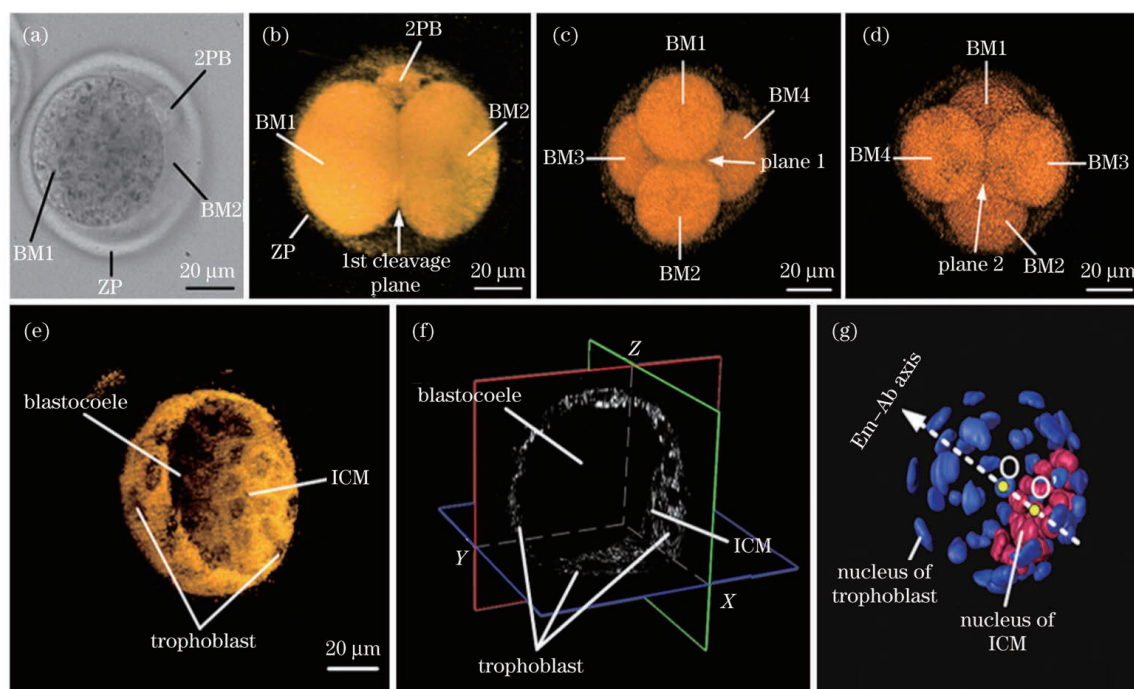 (a)
2PB
BM2
BM1
ZP
20 μm
(b)
2PB
BM1
BM2
ZP
1st cleavage
plane
20 μm
(c)
BM1
BM4
BM3
plane 1
BM2
20 μm
(d)
BM1
BM4
BM3
plane 2
BM2
20 μm
(e)
blastocoele
ICM
trophoblast
20 μm
(f)
Z
blastocoele
ICM
Y
X
trophoblast
(g)
Em–Ab axis
O
O
nucleus of
trophoblast
nucleus of
ICM